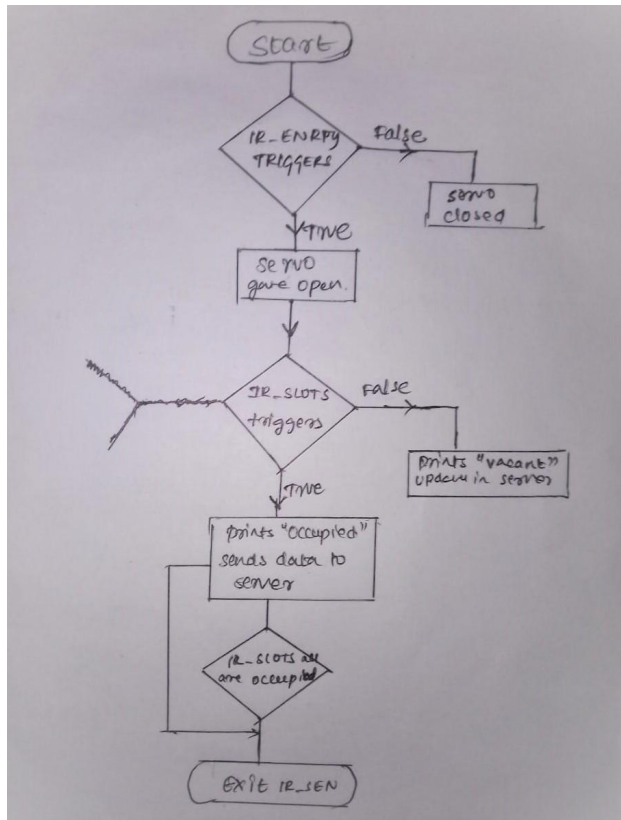 Start
IR_ENRPY
TRIGGERS
False
servo
closed
True
servo
gave open.
IR_SLOTS
triggers
False
prints "vacant"
update in server
True
prints "occupied"
sends data to
server
IR_SLOTS all
are occupied
EXIT IR_SEN